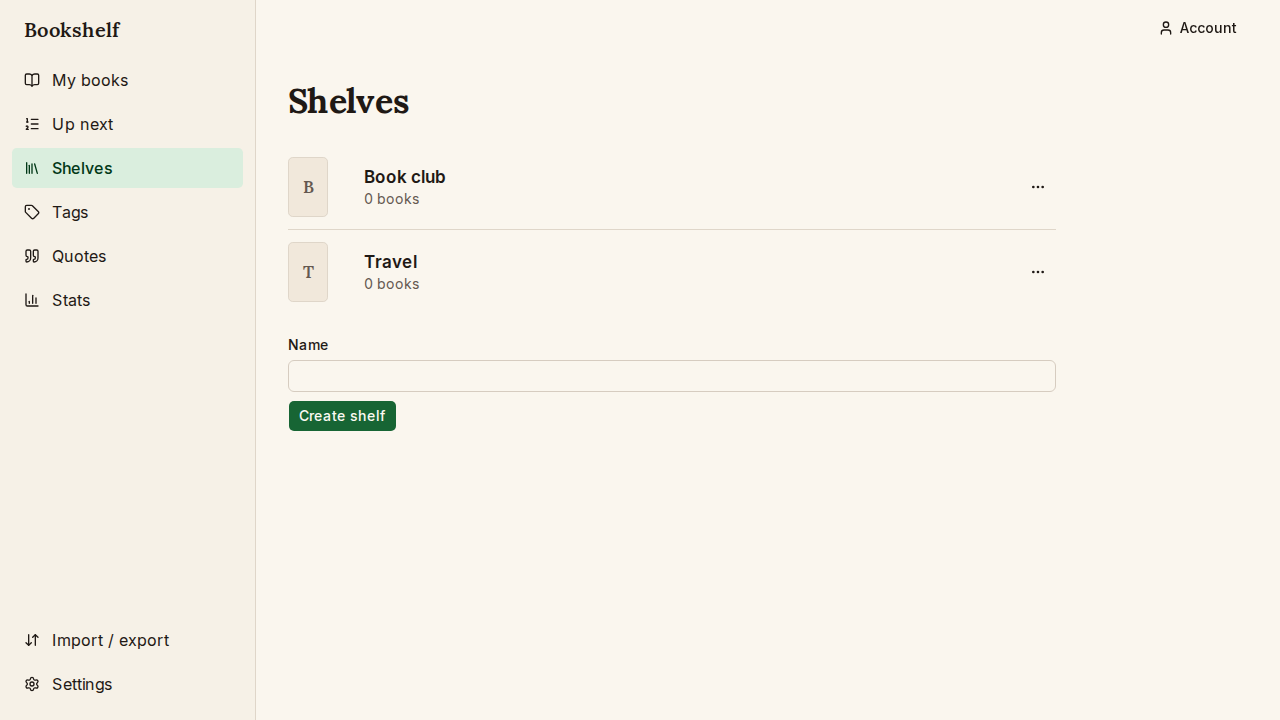 Bookshelf
My books
Up next
Shelves
Tags
Quotes
Stats
Import / export
Settings
Account
Shelves
B
Book club
0 books
T
Travel
0 books
Name
Create shelf